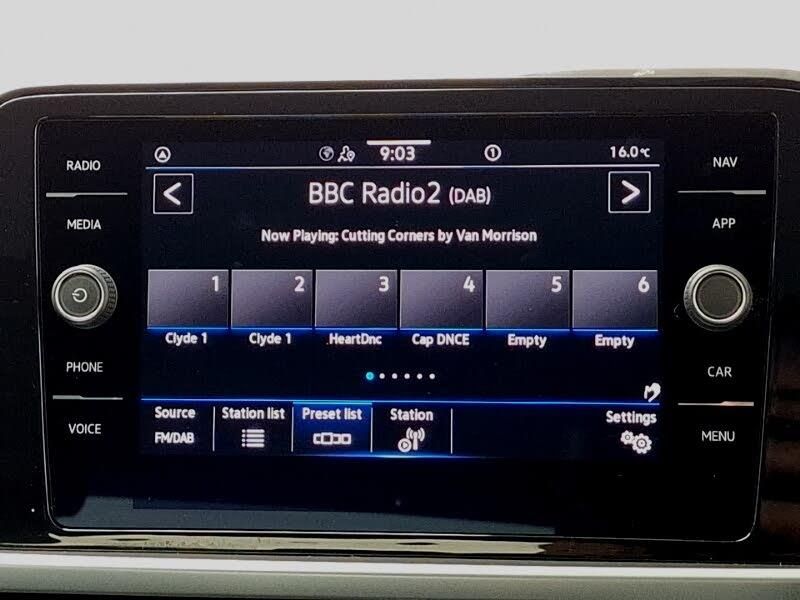 RADIO
MEDIA
PHONE
VOICE
9:03
1
16.0°C
BBC Radio2 (DAB)
Now Playing: Cutting Corners by Van Morrison
1 2 3 4 5 6
Clyde 1 Clyde 1 HeartDnc Cap DNCE Empty Empty
Source Station list Preset list Station Settings
FM/DAB
NAV
APP
CAR
MENU